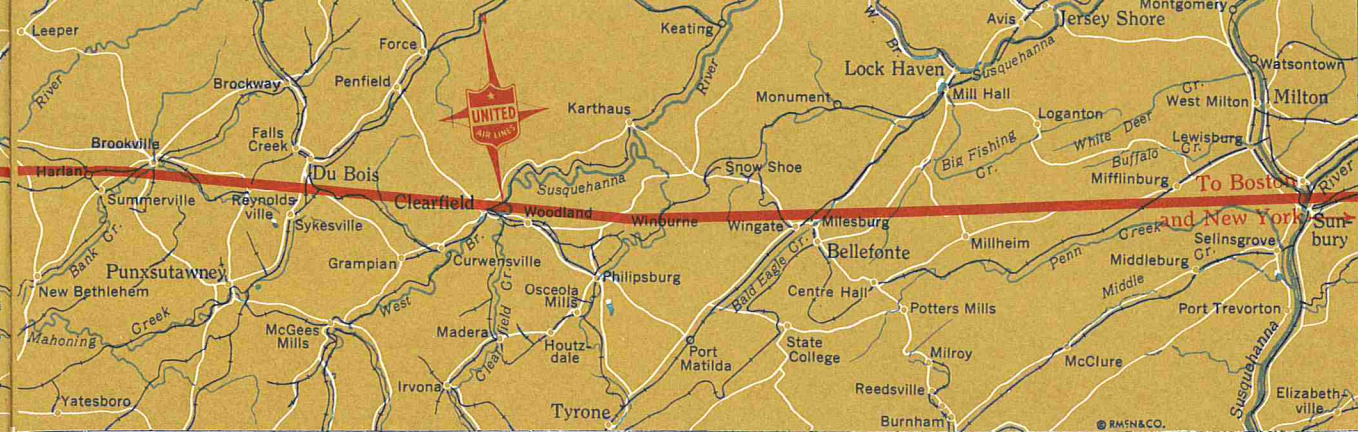 Leeper
River
Brockway
Force
Penfield
Falls
Creek
Brookville
Harlan
Summerville
Reynolds-
ville
Du Bois
Sykesville
Bank Cr.
New Bethlehem
Punxsutawney
Mahoning
Creek
Yatesboro
McGees
Mills
Grampian
Curwensville
West
Br.
Clearfield
UNITED
AIR LINES
Susquehanna
Woodland
Karthaus
Keating
River
Winburne
Philipsburg
Osceola
Mills
Madera
Houtz-
dale
Clearfield Cr.
Irvona
Tyrone
Port
Matilda
State
College
Bald Eagle Cr.
Wingate
Milesburg
Bellefonte
Snow Shoe
Monument
W.
Br.
Susquehanna
Lock Haven
Mill Hall
Avis
Jersey Shore
Montgomery
Watsontown
Loganton
Big Fishing
Cr.
White Deer
Cr.
West Milton
Milton
Lewisburg
Buffalo
Cr.
Mifflinburg
To Boston
and New York
River
Sun-
bury
Selinsgrove
Millheim
Penn Creek
Middleburg
Middle
Cr.
Centre Hall
Potters Mills
Port Trevorton
Milroy
McClure
Reedsville
Burnham
Susquehanna
Elizabeth-
ville
© RMCN&CO.